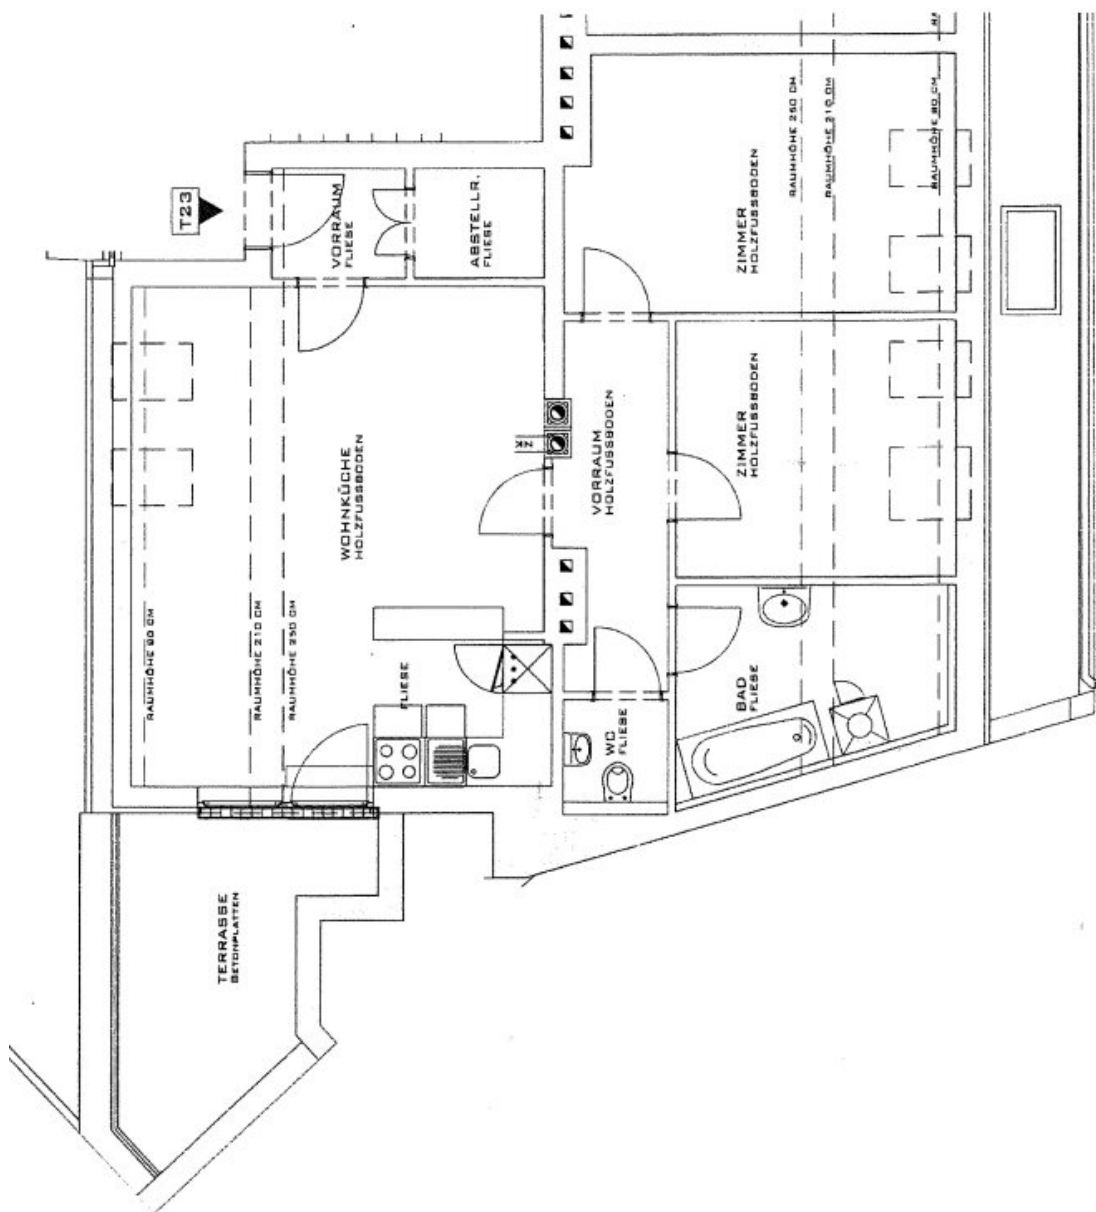 T23
VORRAUM
FLIESE
ABSTELLR.
FLIESE
ZIMMER
HOLZFUSSBODEN
RAUMHÖHE 250 CM
RAUMHÖHE 210 CM
RAUMHÖHE 80 CM
WOHNKÜCHE
HOLZFUSSBODEN
NK
VORRAUM
HOLZFUSSBODEN
ZIMMER
HOLZFUSSBODEN
RAUMHÖHE 80 CM
RAUMHÖHE 210 CM
RAUMHÖHE 250 CM
FLIESE
WC
FLIESE
BAD
FLIESE
TERRASSE
BETONPLATTEN